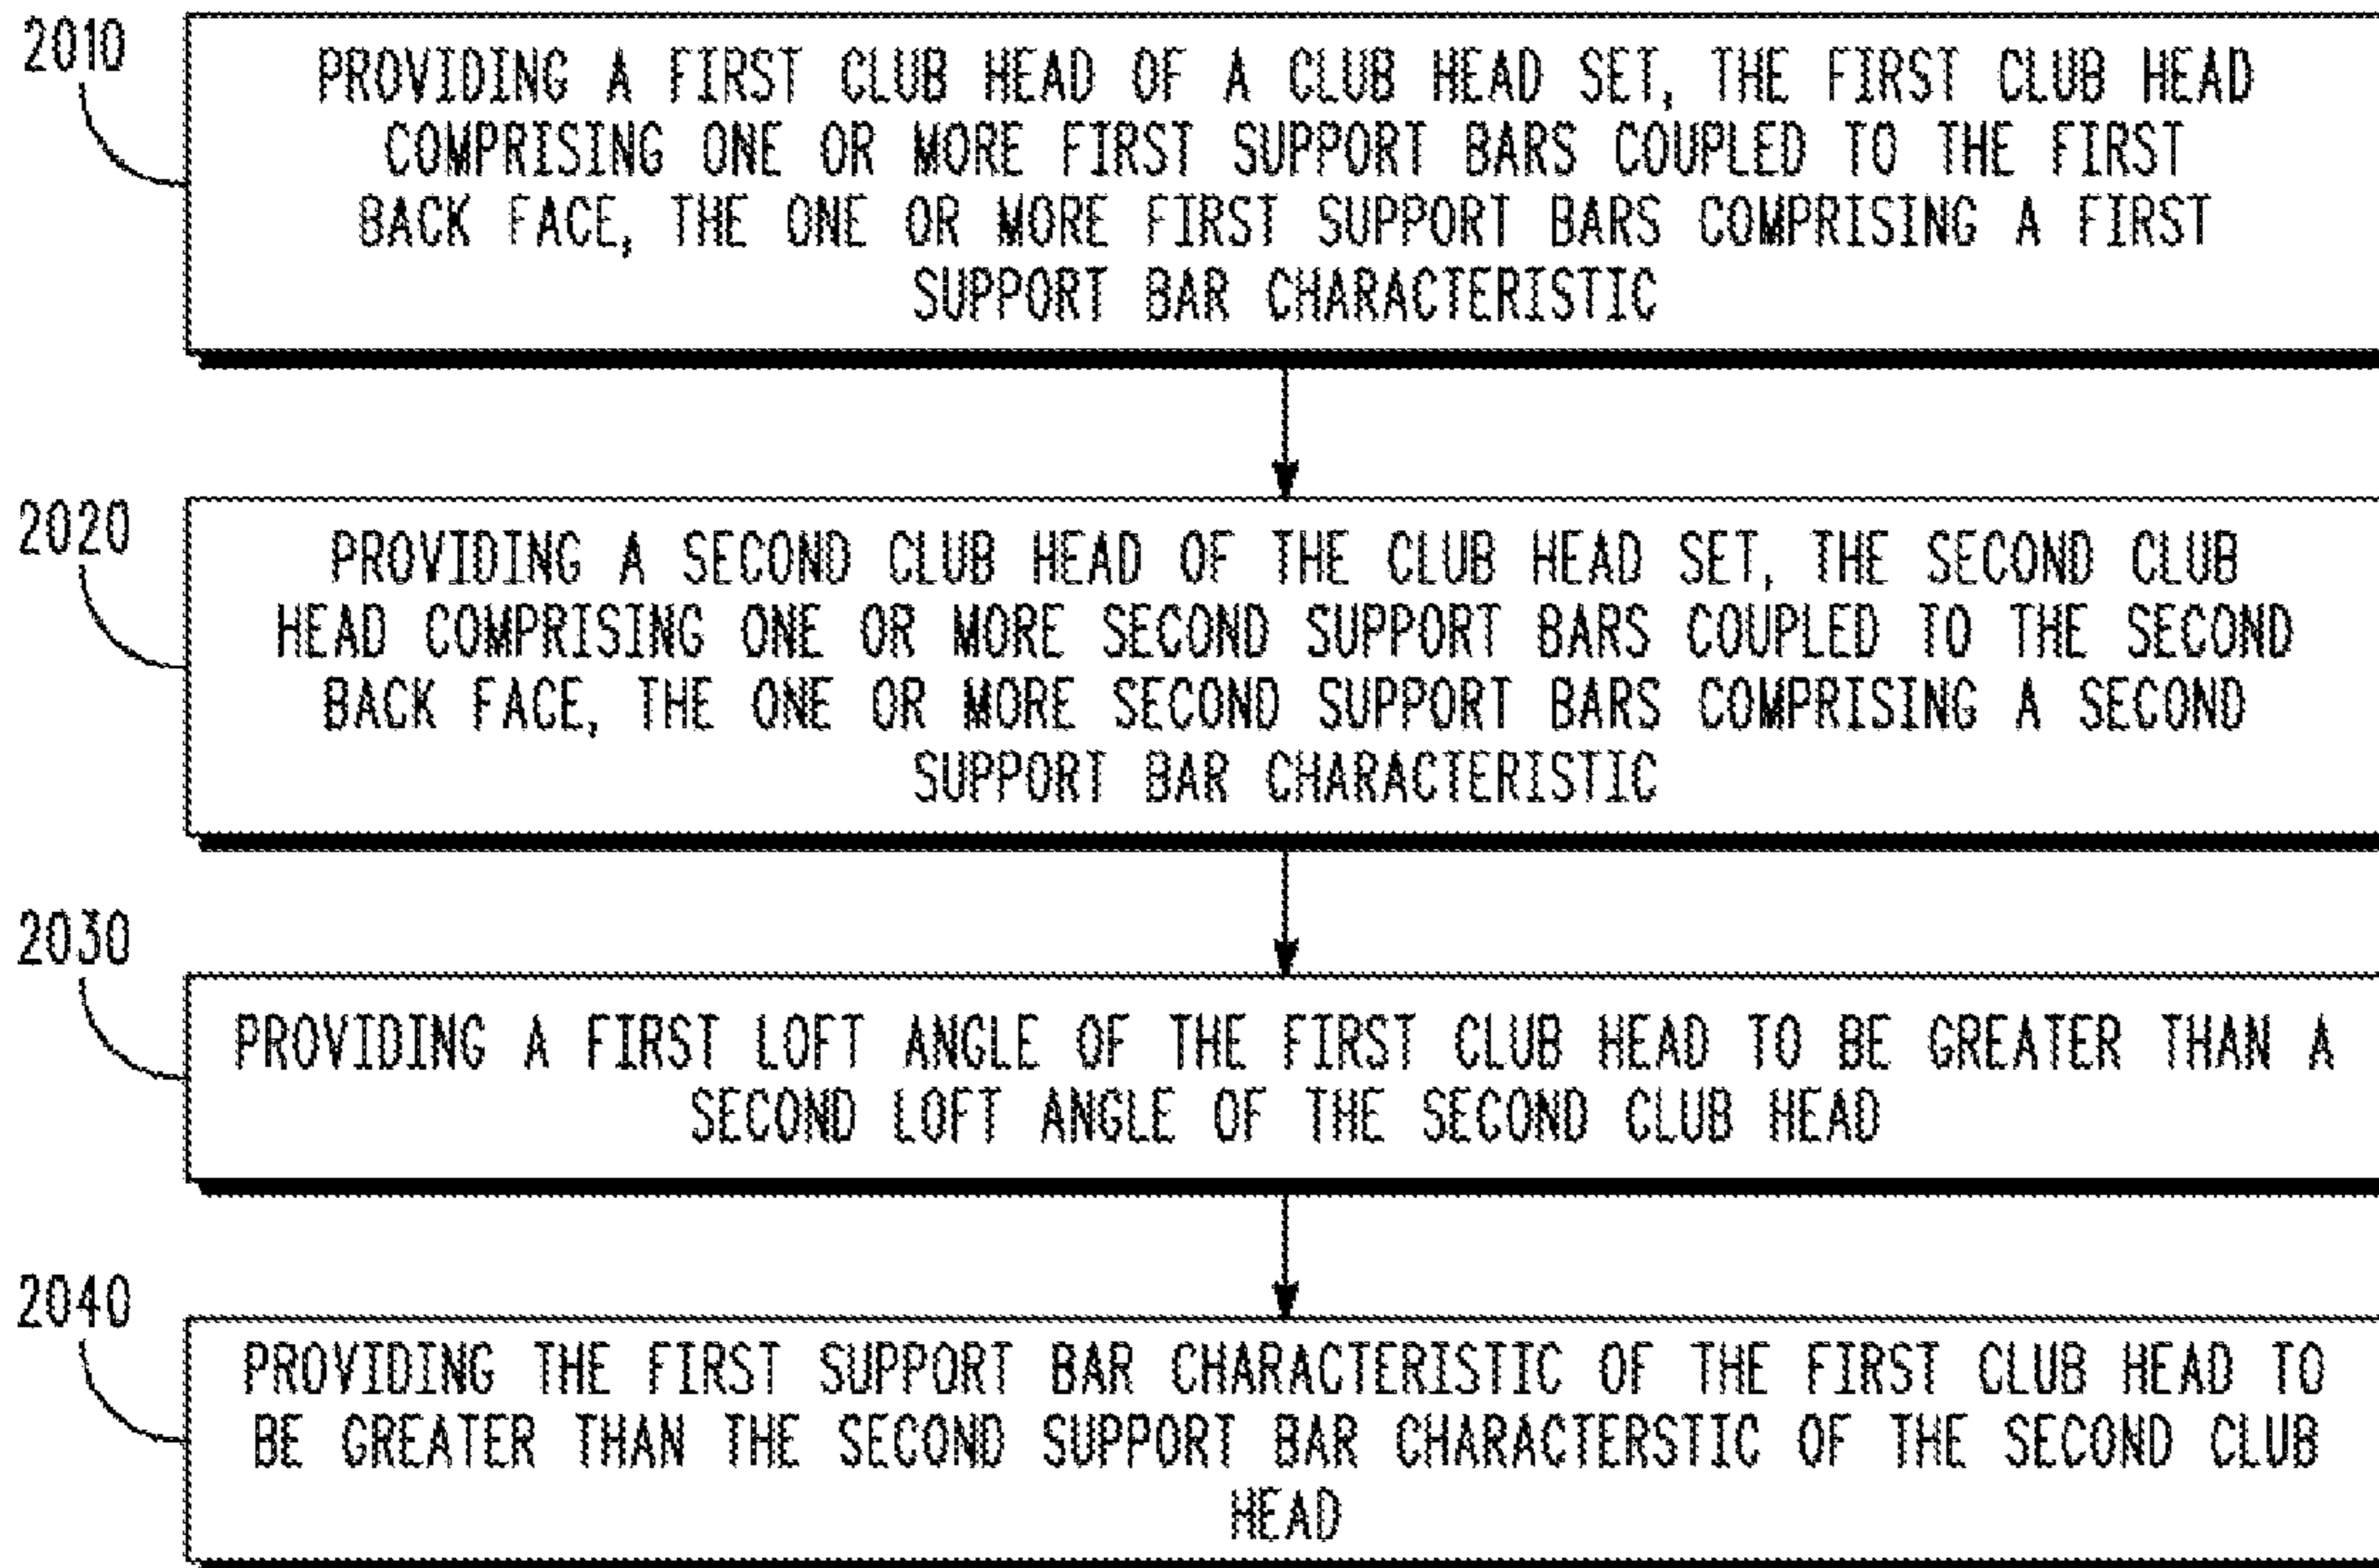 2010
PROVIDING A FIRST CLUB HEAD OF A CLUB HEAD SET, THE FIRST CLUB HEAD
COMPRISING ONE OR MORE FIRST SUPPORT BARS COUPLED TO THE FIRST
BACK FACE, THE ONE OR MORE FIRST SUPPORT BARS COMPRISING A FIRST
SUPPORT BAR CHARACTERISTIC
2020
PROVIDING A SECOND CLUB HEAD OF THE CLUB HEAD SET, THE SECOND CLUB
HEAD COMPRISING ONE OR MORE SECOND SUPPORT BARS COUPLED TO THE SECOND
BACK FACE, THE ONE OR MORE SECOND SUPPORT BARS COMPRISING A SECOND
SUPPORT BAR CHARACTERISTIC
2030
PROVIDING A FIRST LOFT ANGLE OF THE FIRST CLUB HEAD TO BE GREATER THAN A
SECOND LOFT ANGLE OF THE SECOND CLUB HEAD
2040
PROVIDING THE FIRST SUPPORT BAR CHARACTERISTIC OF THE FIRST CLUB HEAD TO
BE GREATER THAN THE SECOND SUPPORT BAR CHARACTERSTIC OF THE SECOND CLUB
HEAD